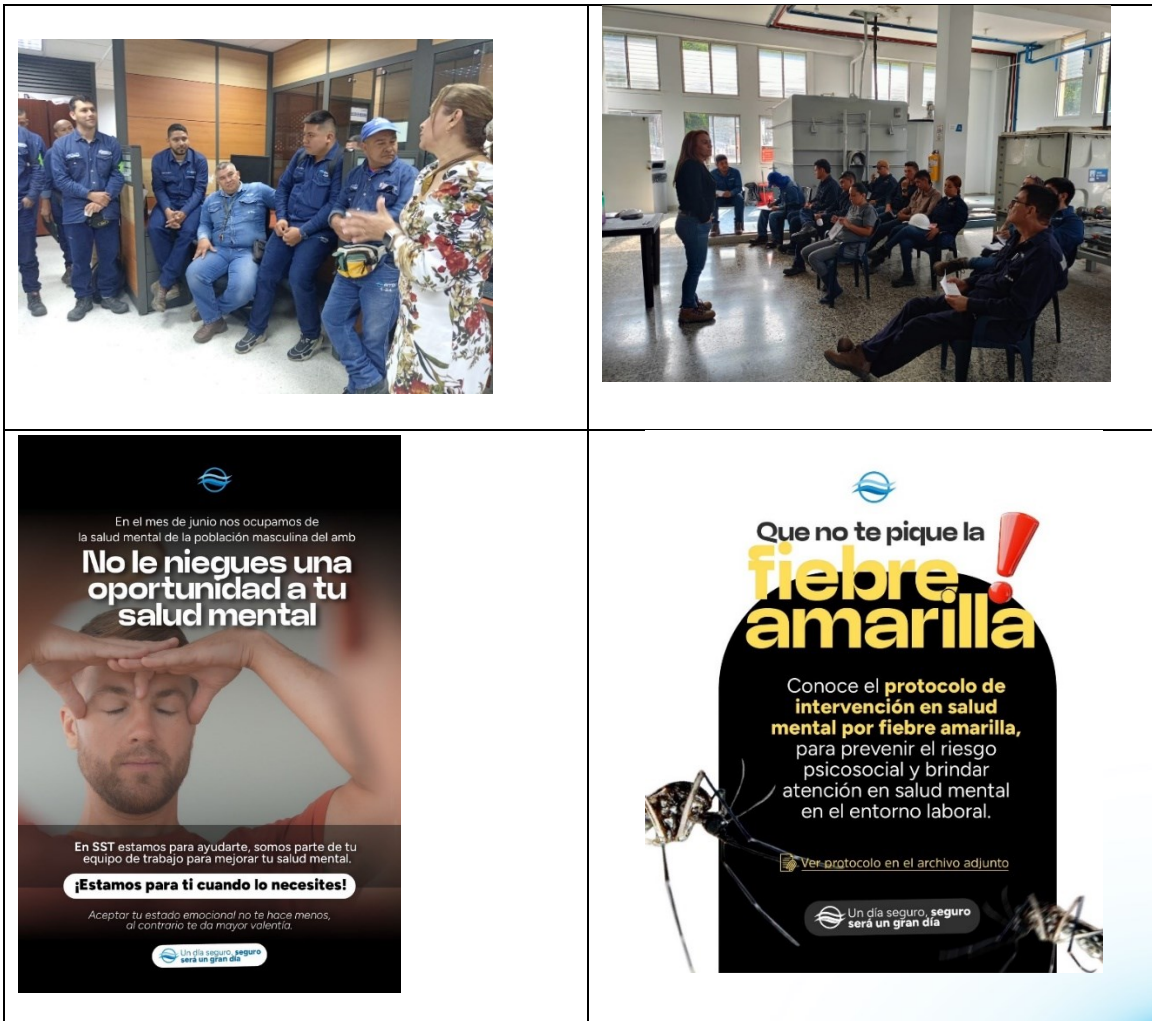 En el mes de junio nos ocupamos de
la salud mental de la población masculina del amb
No le niegues una
oportunidad a tu
salud mental
En SST estamos para ayudarte, somos parte de tu
equipo de trabajo para mejorar tu salud mental.
¡Estamos para ti cuando lo necesites!
Aceptar tu estado emocional no te hace menos,
al contrario te da mayor valentía.
Un día seguro, seguro
será un gran día
Que no te pique la
fiebre
amarilla
Conoce el protocolo de
intervención en salud
mental por fiebre amarilla,
para prevenir el riesgo
psicosocial y brindar
atención en salud mental
en el entorno laboral.
Ver protocolo en el archivo adjunto
Un día seguro, seguro
será un gran día